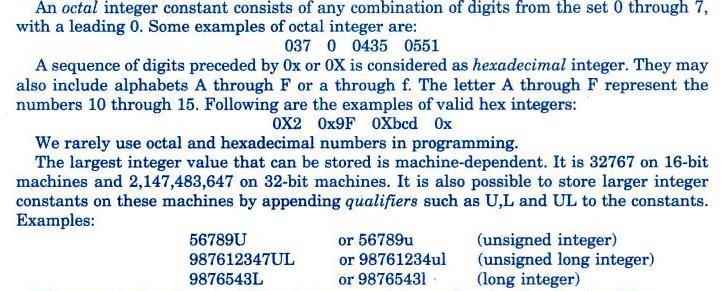 An octal integer constant consists of any combination of digits from the set 0 through 7,
with a leading 0. Some examples of octal integer are:
037 0 0435 0551
A sequence of digits preceded by 0x or 0X is considered as hexadecimal integer. They may
also include alphabets A through F or a through f. The letter A through F represent the
numbers 10 through 15. Following are the examples of valid hex integers:
0X2 0x9F 0Xbcd 0x
We rarely use octal and hexadecimal numbers in programming.
The largest integer value that can be stored is machine-dependent. It is 32767 on 16-bit
machines and 2,147,483,647 on 32-bit machines. It is also possible to store larger integer
constants on these machines by appending qualifiers such as U,L and UL to the constants.
Examples:
56789U or 56789u (unsigned integer)
987612347UL or 98761234ul (unsigned long integer)
9876543L or 9876543l (long integer)